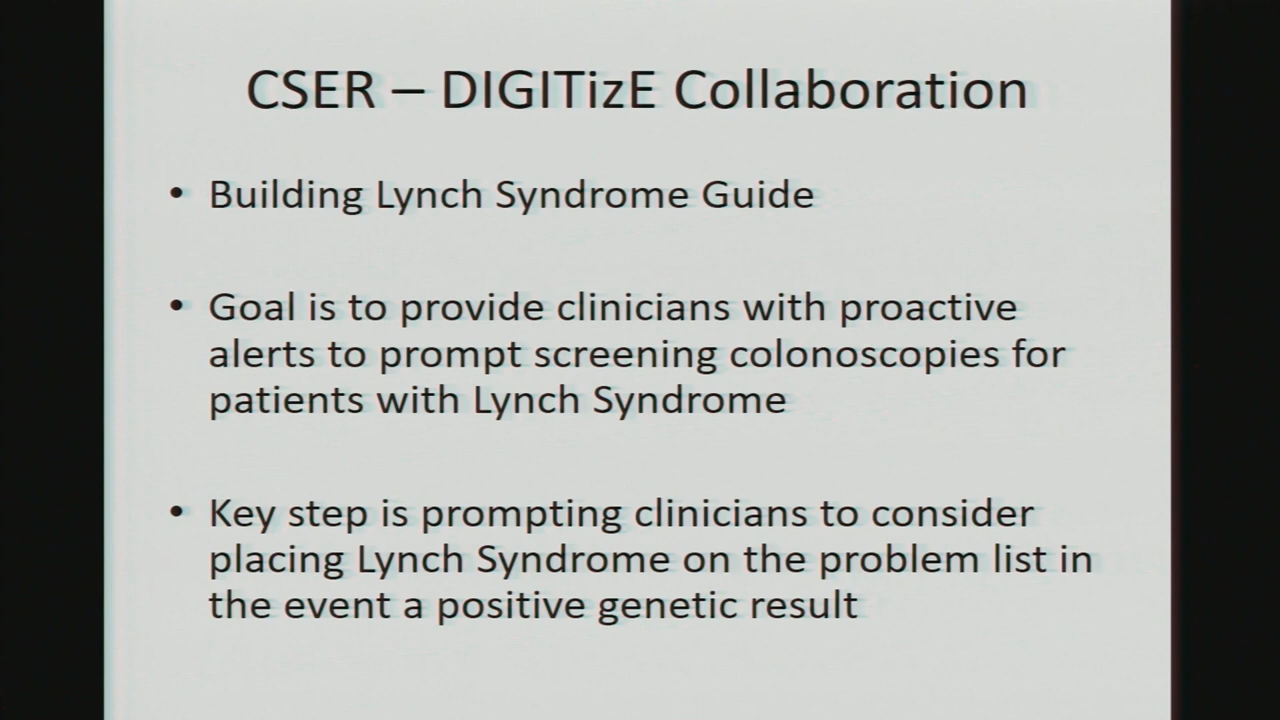 CSER – DIGITizE Collaboration
• Building Lynch Syndrome Guide
• Goal is to provide clinicians with proactive
alerts to prompt screening colonoscopies for
patients with Lynch Syndrome
• Key step is prompting clinicians to consider
placing Lynch Syndrome on the problem list in
the event a positive genetic result